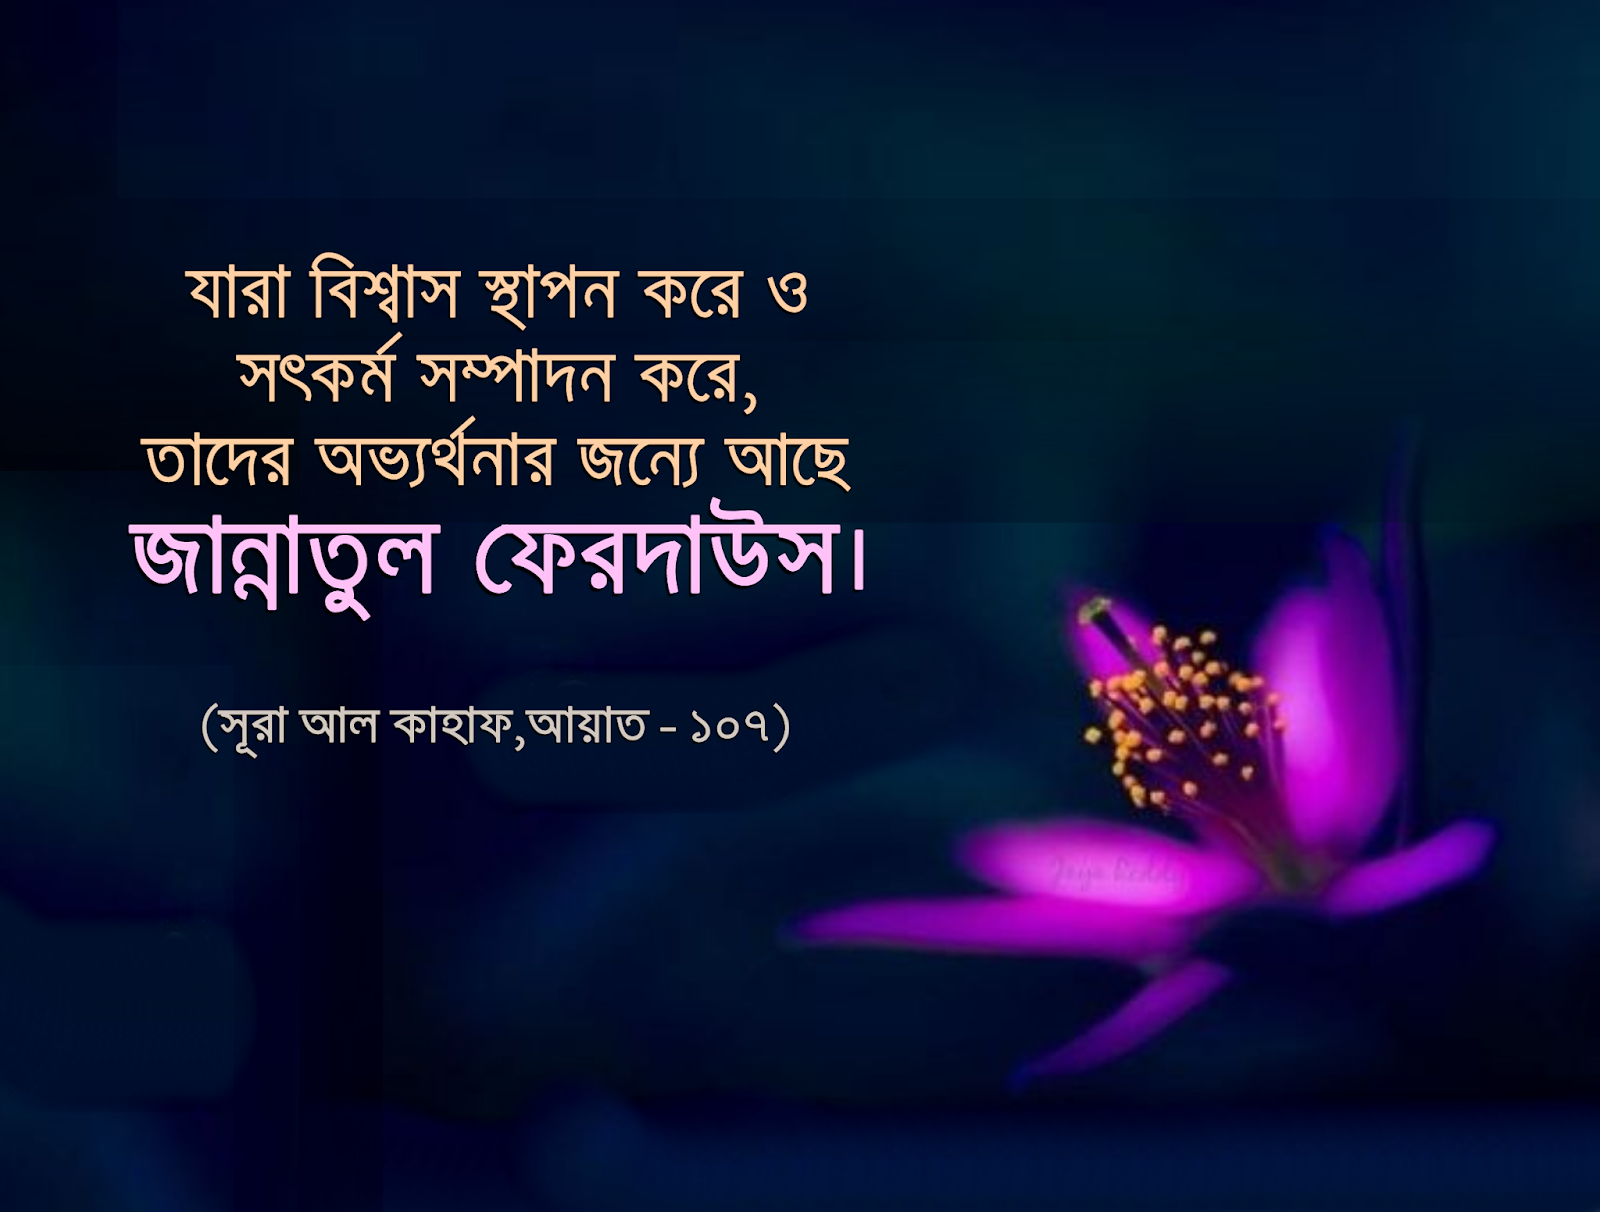 যারা বিশ্বাস স্থাপন করে ও
সৎকর্ম সম্পাদন করে,
তাদের অভ্যর্থনার জন্যে আছে
জান্নাতুল ফেরদাউস।
(সূরা আল কাহাফ,আয়াত - ১০৭)